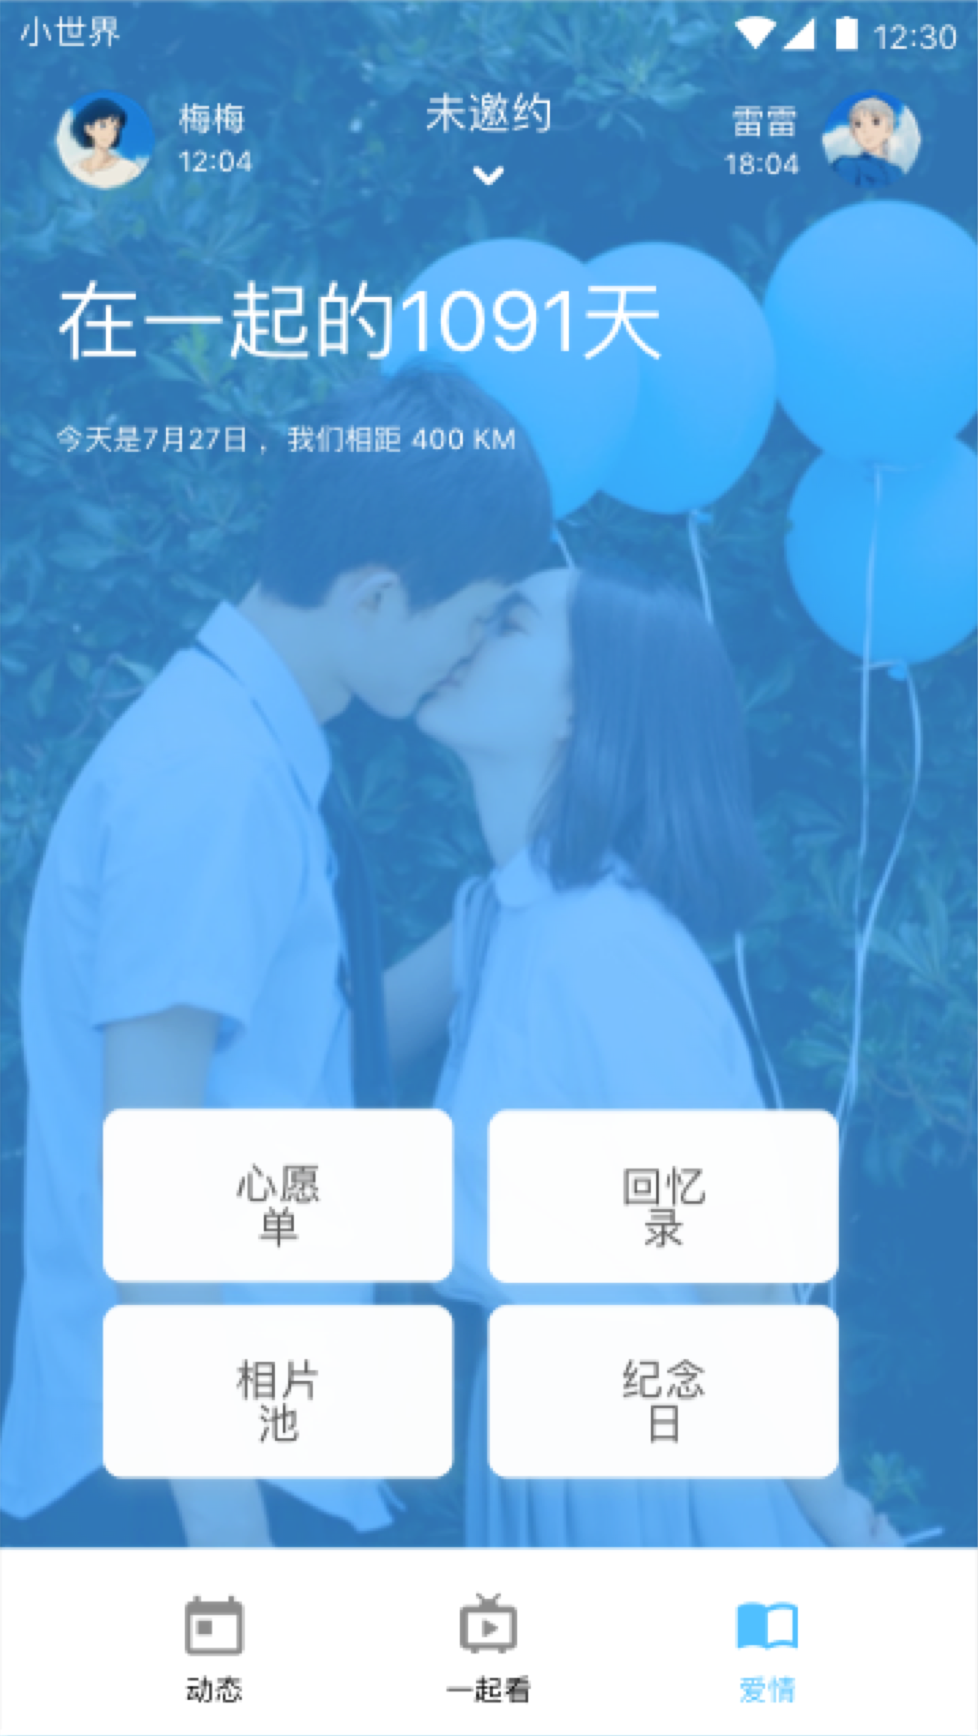 小世界
12:30
梅梅
12:04
未邀约
雷雷
18:04
在一起的1091天
今天是7月27日，我们相距 400 KM
心愿
单
回忆
录
相片
池
纪念
日
动态
一起看
爱情